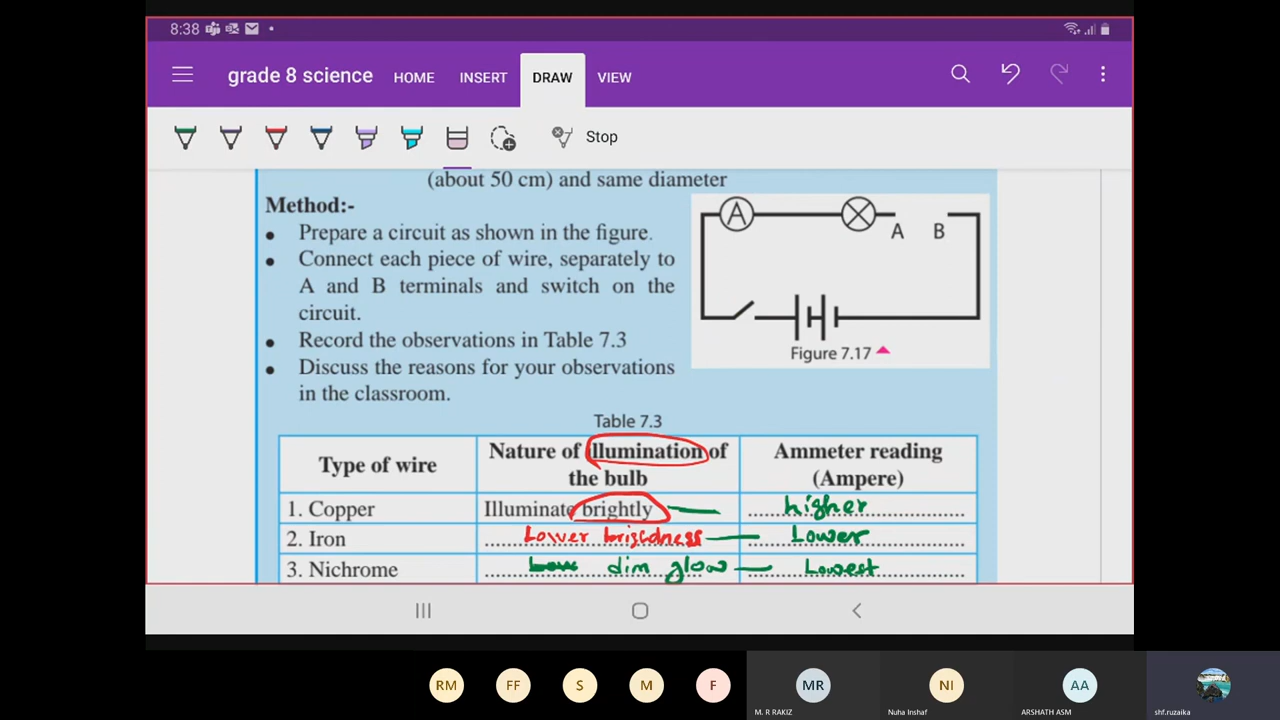 8:38
grade 8 science HOME INSERT DRAW VIEW
Stop
(about 50 cm) and same diameter
Method:-
• Prepare a circuit as shown in the figure.
• Connect each piece of wire, separately to
A and B terminals and switch on the
circuit.
• Record the observations in Table 7.3
• Discuss the reasons for your observations
in the classroom.
A A B
Figure 7.17
Table 7.3
Type of wire Nature of illumination of the bulb Ammeter reading (Ampere)
1. Copper Illuminate brightly higher
2. Iron Lower brishdness Lower
3. Nichrome dim glow Lowest
RM FF S M F MR NI AA
M. R RAKIZ Nuha Inshaf ARSHATH ASM shf.ruzaika